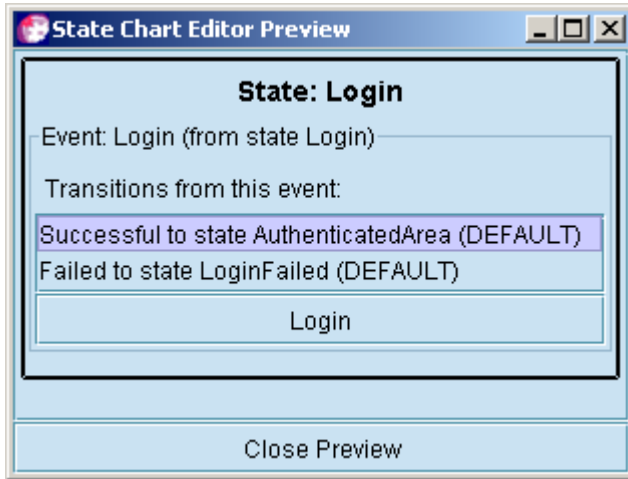 State Chart Editor Preview
State: Login
Event: Login (from state Login)
Transitions from this event:
Successful to state AuthenticatedArea (DEFAULT)
Failed to state LoginFailed (DEFAULT)
Login
Close Preview